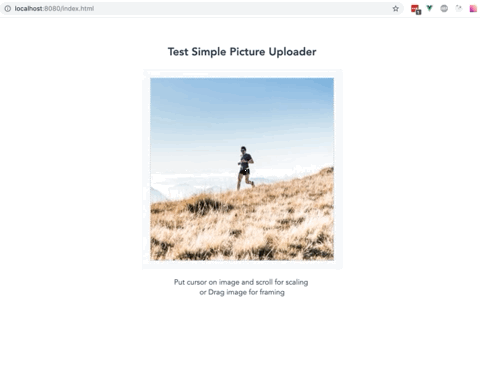 localhost:8080/index.html
Test Simple Picture Uploader
Put cursor on image and scroll for scaling
or Drag image for framing